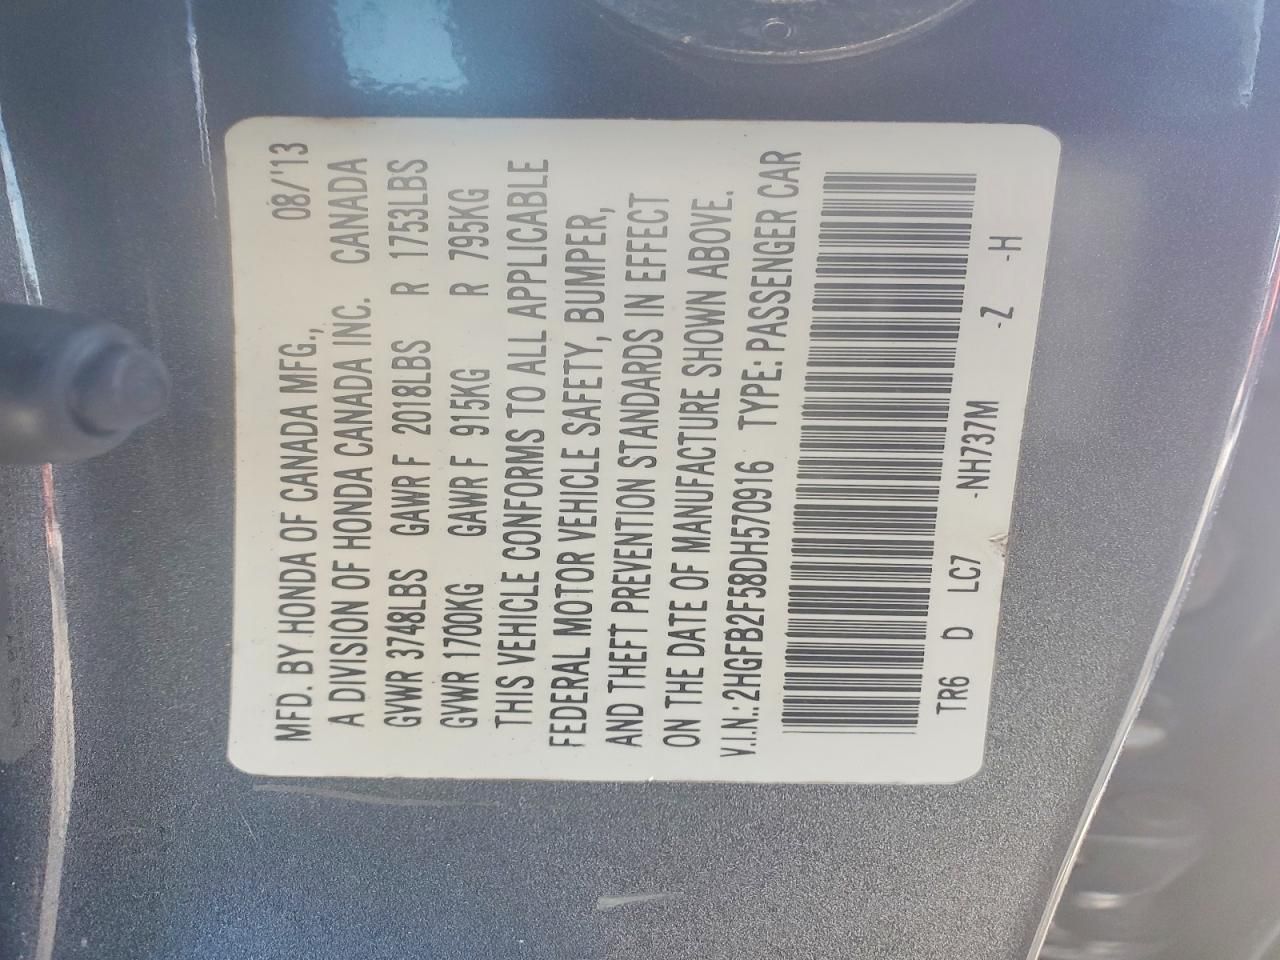 MFD. BY HONDA OF CANADA MFG., 08/'13
A DIVISION OF HONDA CANADA INC. CANADA
GVWR 3748LBS GAWR F 2018LBS R 1753LBS
GVWR 1700KG GAWR F 915KG R 795KG
THIS VEHICLE CONFORMS TO ALL APPLICABLE
FEDERAL MOTOR VEHICLE SAFETY, BUMPER,
AND THEFT PREVENTION STANDARDS IN EFFECT
ON THE DATE OF MANUFACTURE SHOWN ABOVE.
V.I.N.:2HGFB2F58DH570916 TYPE: PASSENGER CAR
TR6 D LC7 -NH737M -Z -H